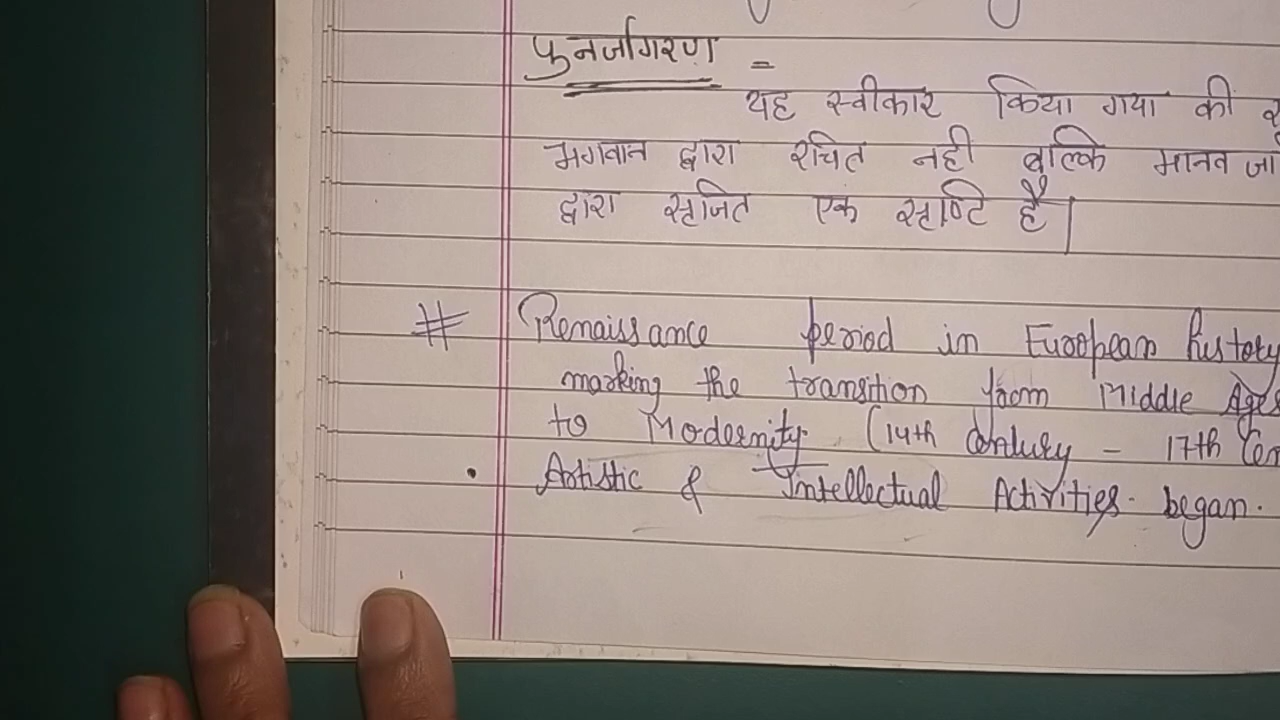 पुनर्जागरण =
यह स्वीकार किया गया की
भगवान द्वारा रचित नही बल्कि मानव जा
द्वारा सृजित एक सृष्टि है।
# Renaissance period in European history
marking the transition from Middle Ages
to Modernity. (14th Century - 17th Cen
• Artistic & Intellectual Activities. began.